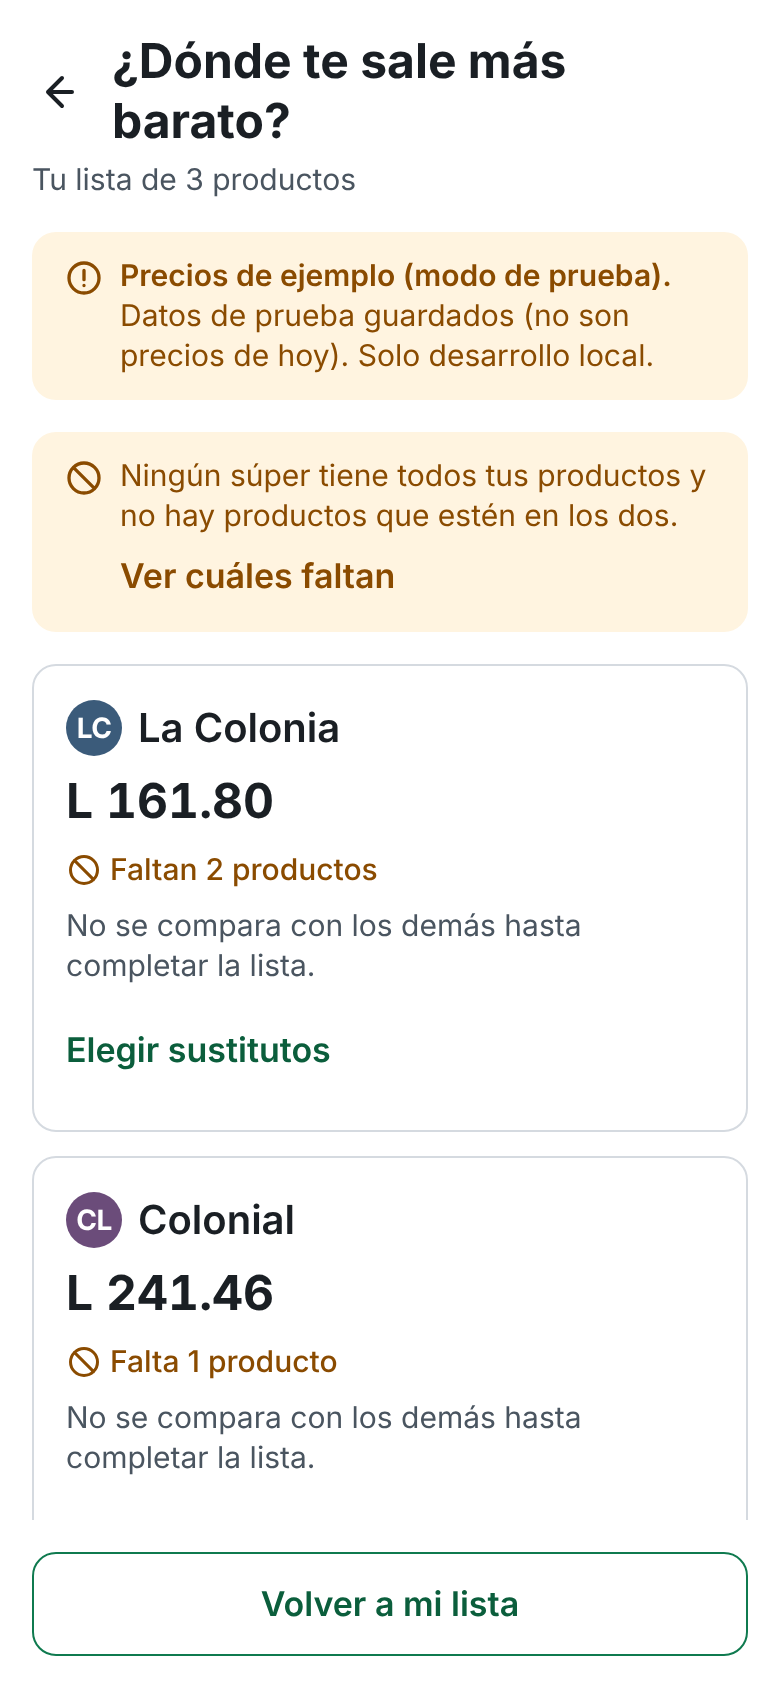 ¿Dónde te sale más
barato?
Tu lista de 3 productos
Precios de ejemplo (modo de prueba).
Datos de prueba guardados (no son
precios de hoy). Solo desarrollo local.
Ningún súper tiene todos tus productos y
no hay productos que estén en los dos.
Ver cuáles faltan
LC La Colonia
L 161.80
Faltan 2 productos
No se compara con los demás hasta
completar la lista.
Elegir sustitutos
CL Colonial
L 241.46
Falta 1 producto
No se compara con los demás hasta
completar la lista.
Volver a mi lista